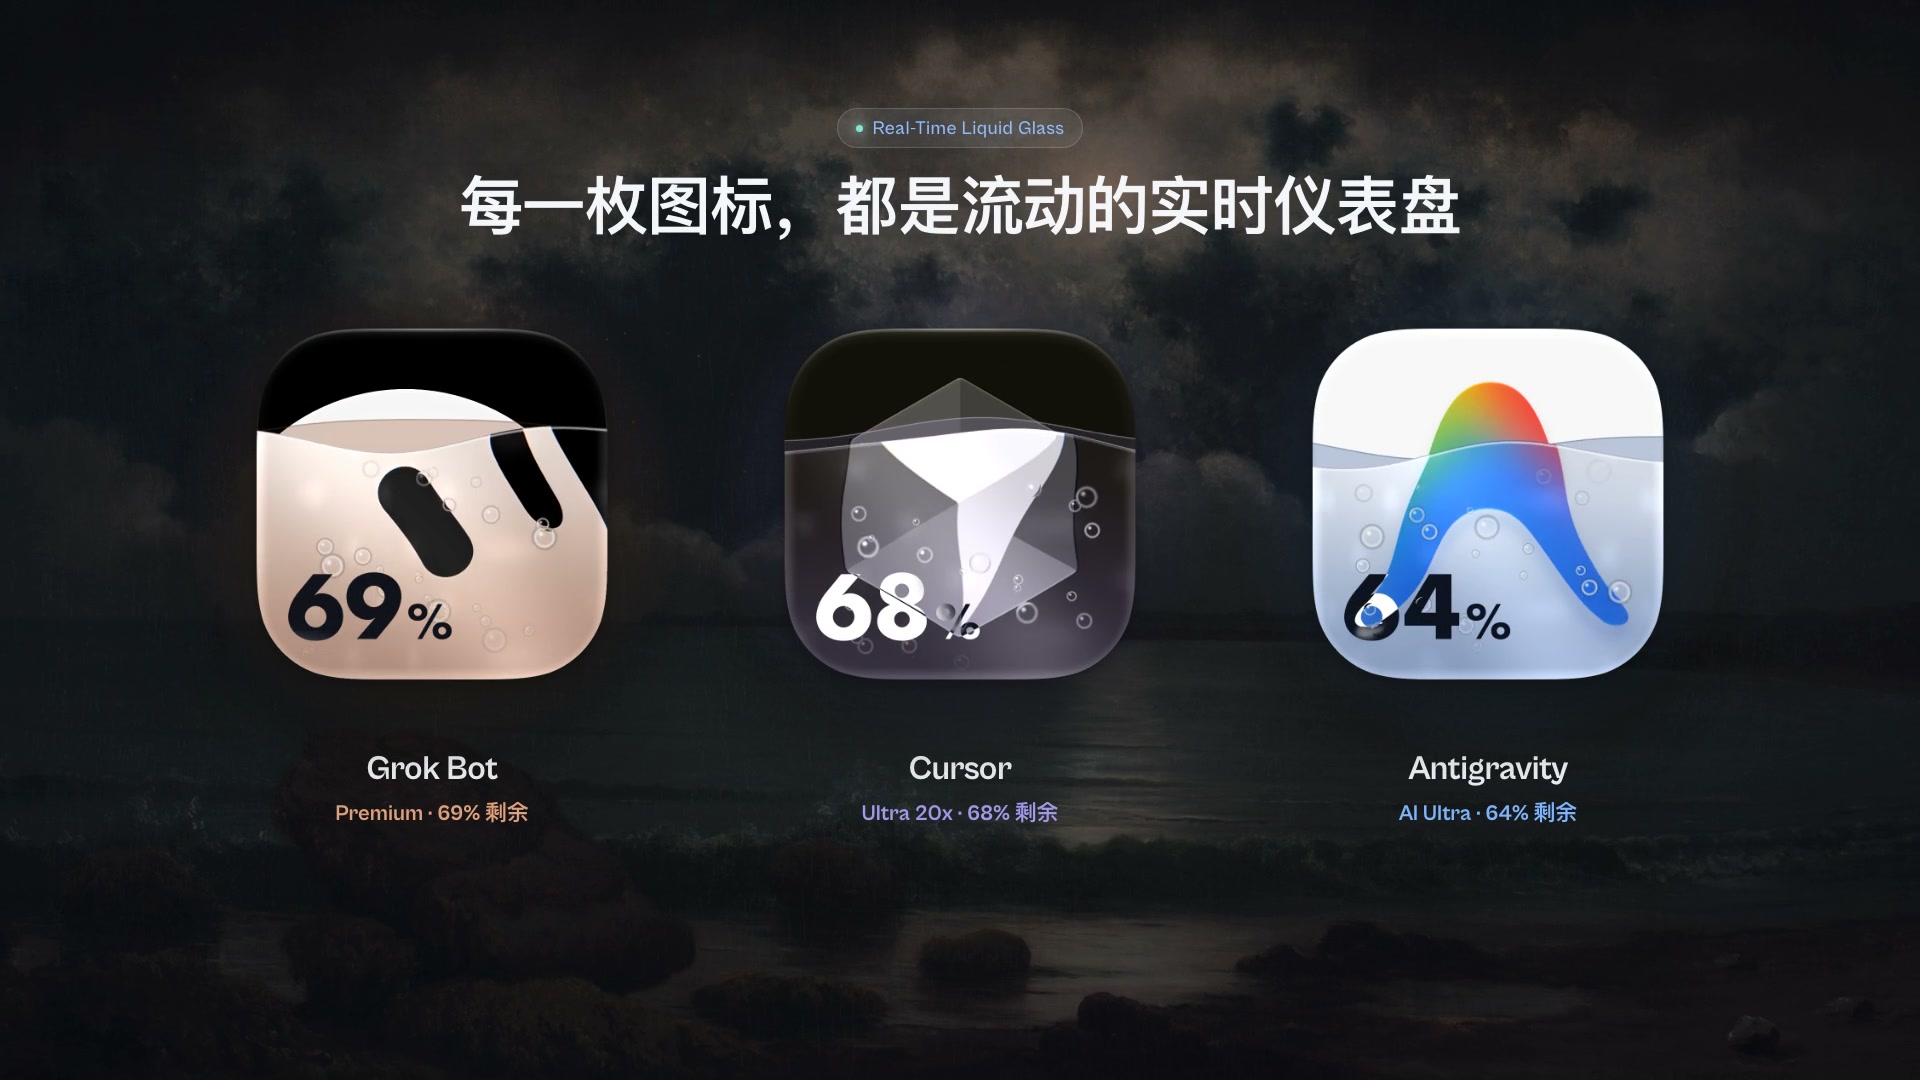 Real-Time Liquid Glass
每一枚图标，都是流动的实时仪表盘
69%
68%
64%
Grok Bot
Cursor
Antigravity
Premium · 69% 剩余
Ultra 20x · 68% 剩余
AI Ultra · 64% 剩余